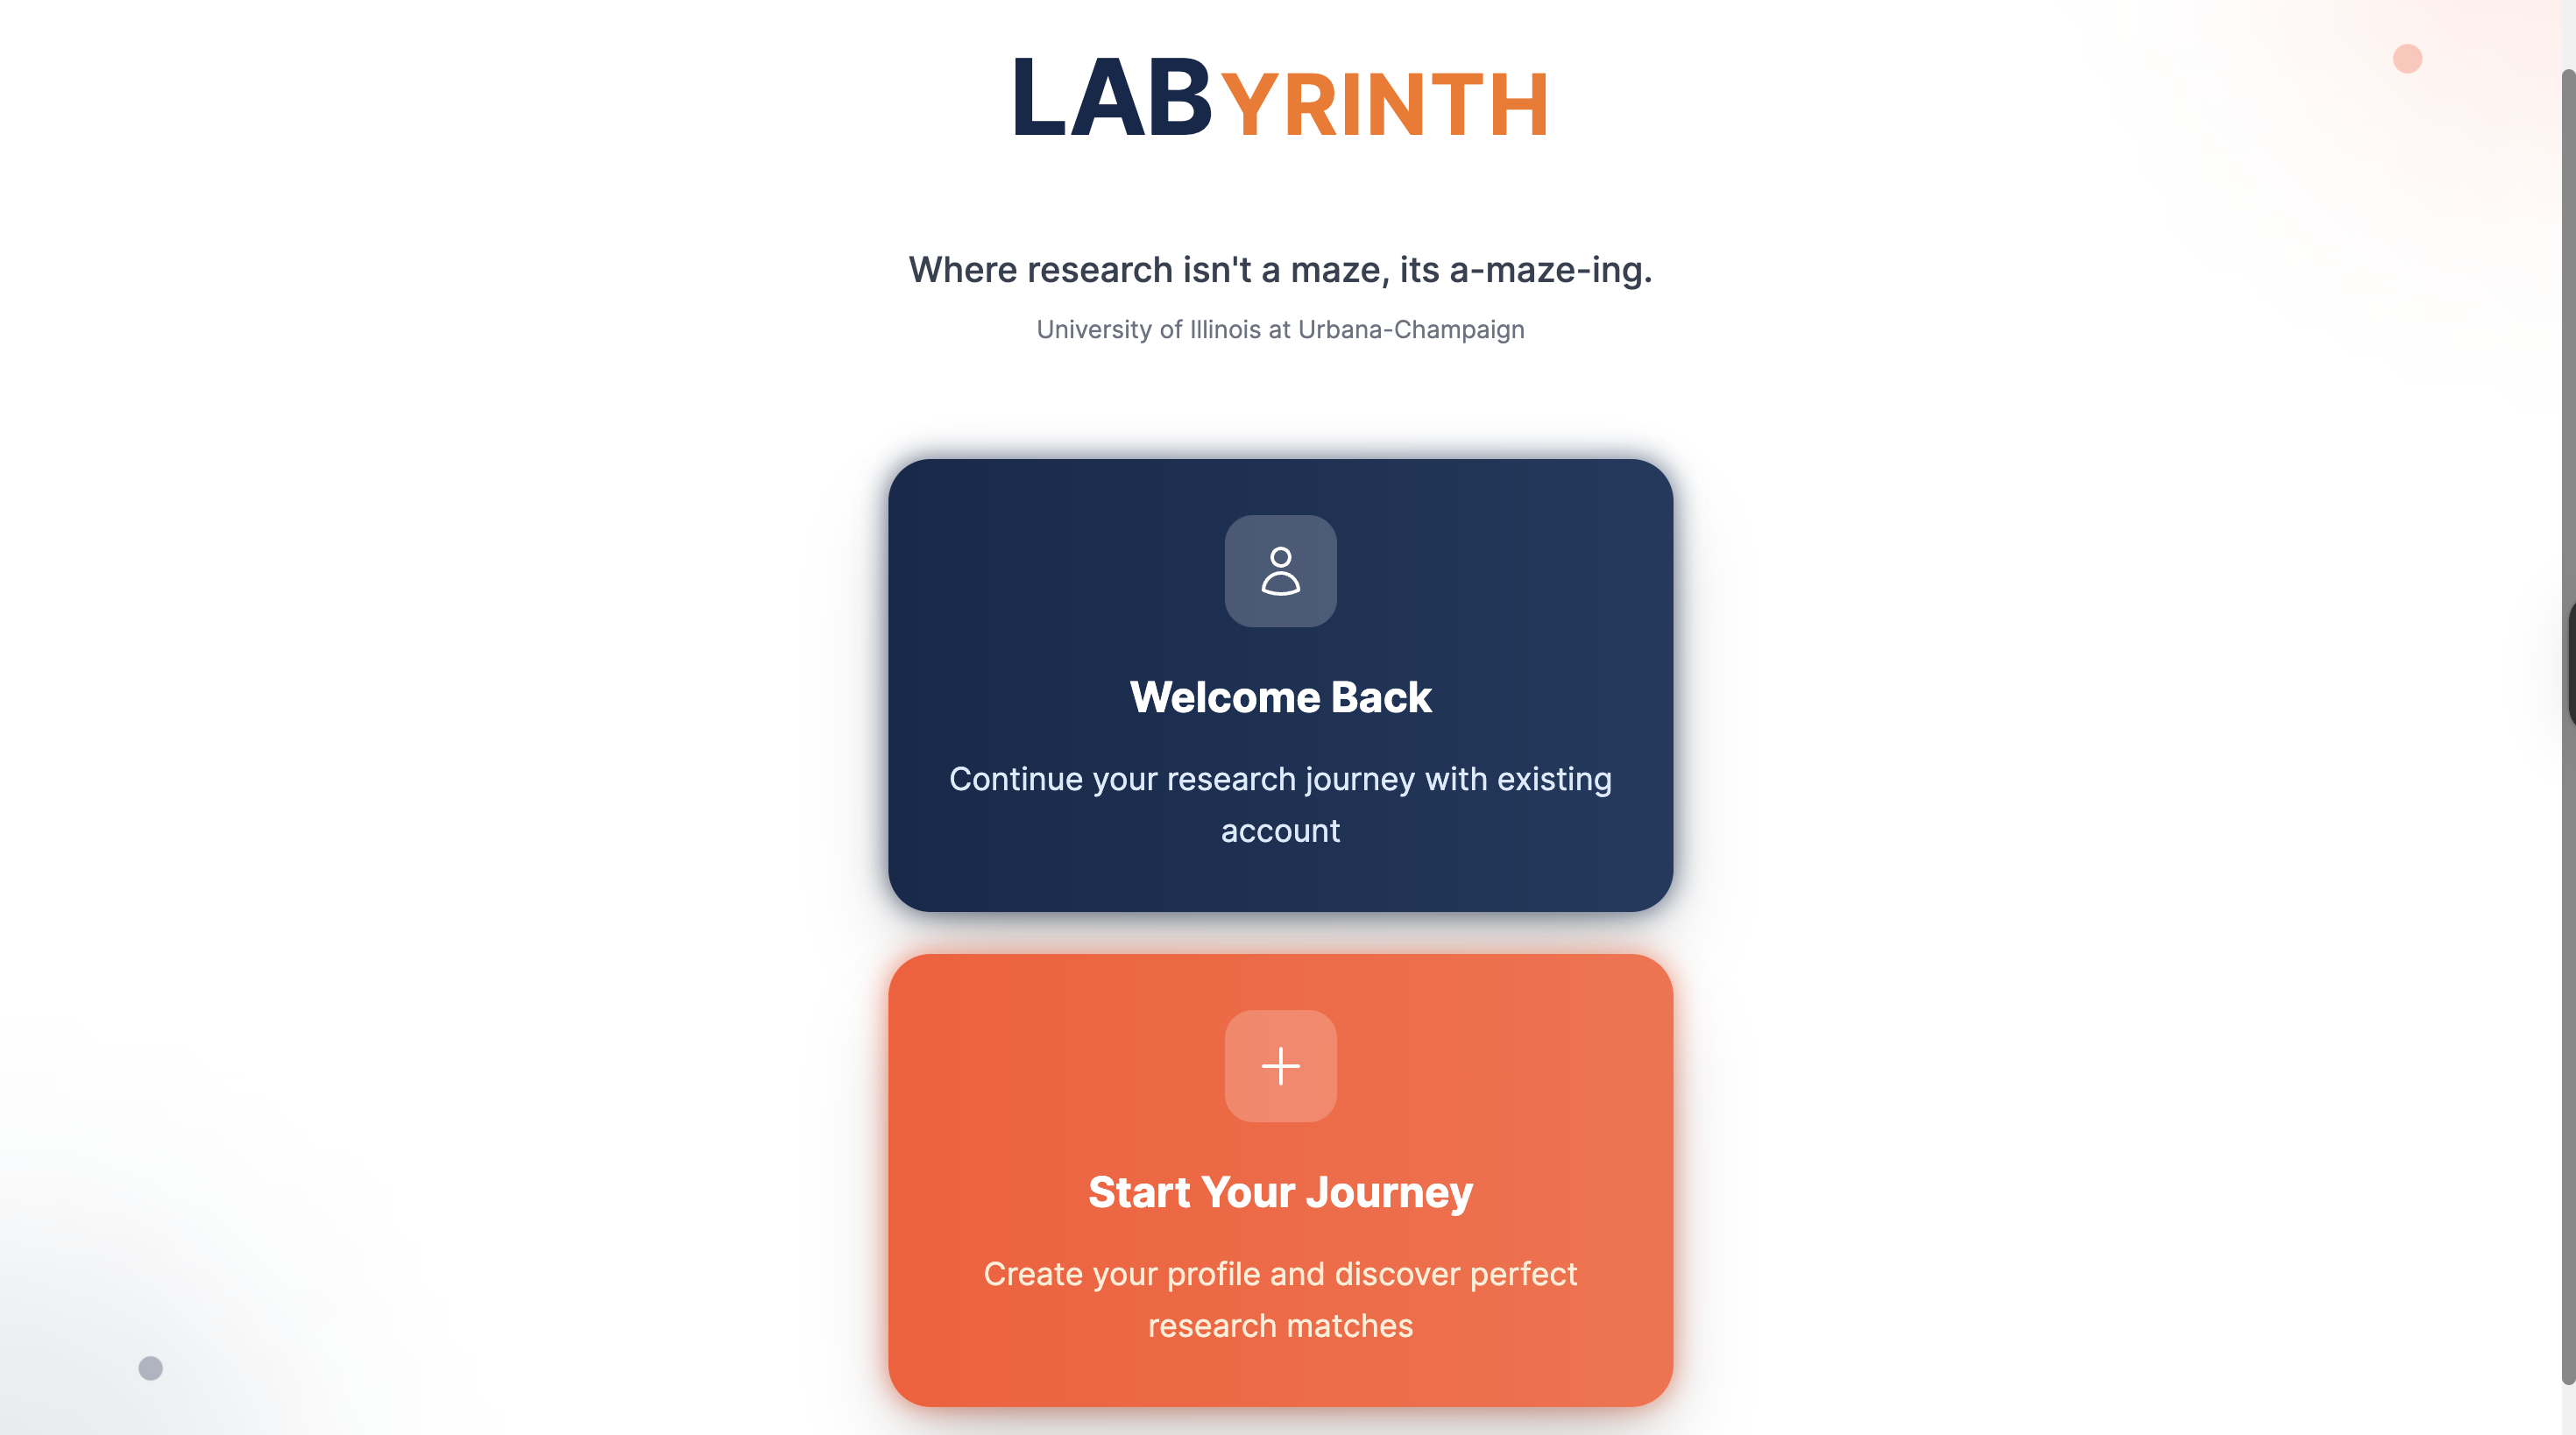 LABYRINTH
Where research isn't a maze, its a-maze-ing.
University of Illinois at Urbana-Champaign
Welcome Back
Continue your research journey with existing
account
Start Your Journey
Create your profile and discover perfect
research matches